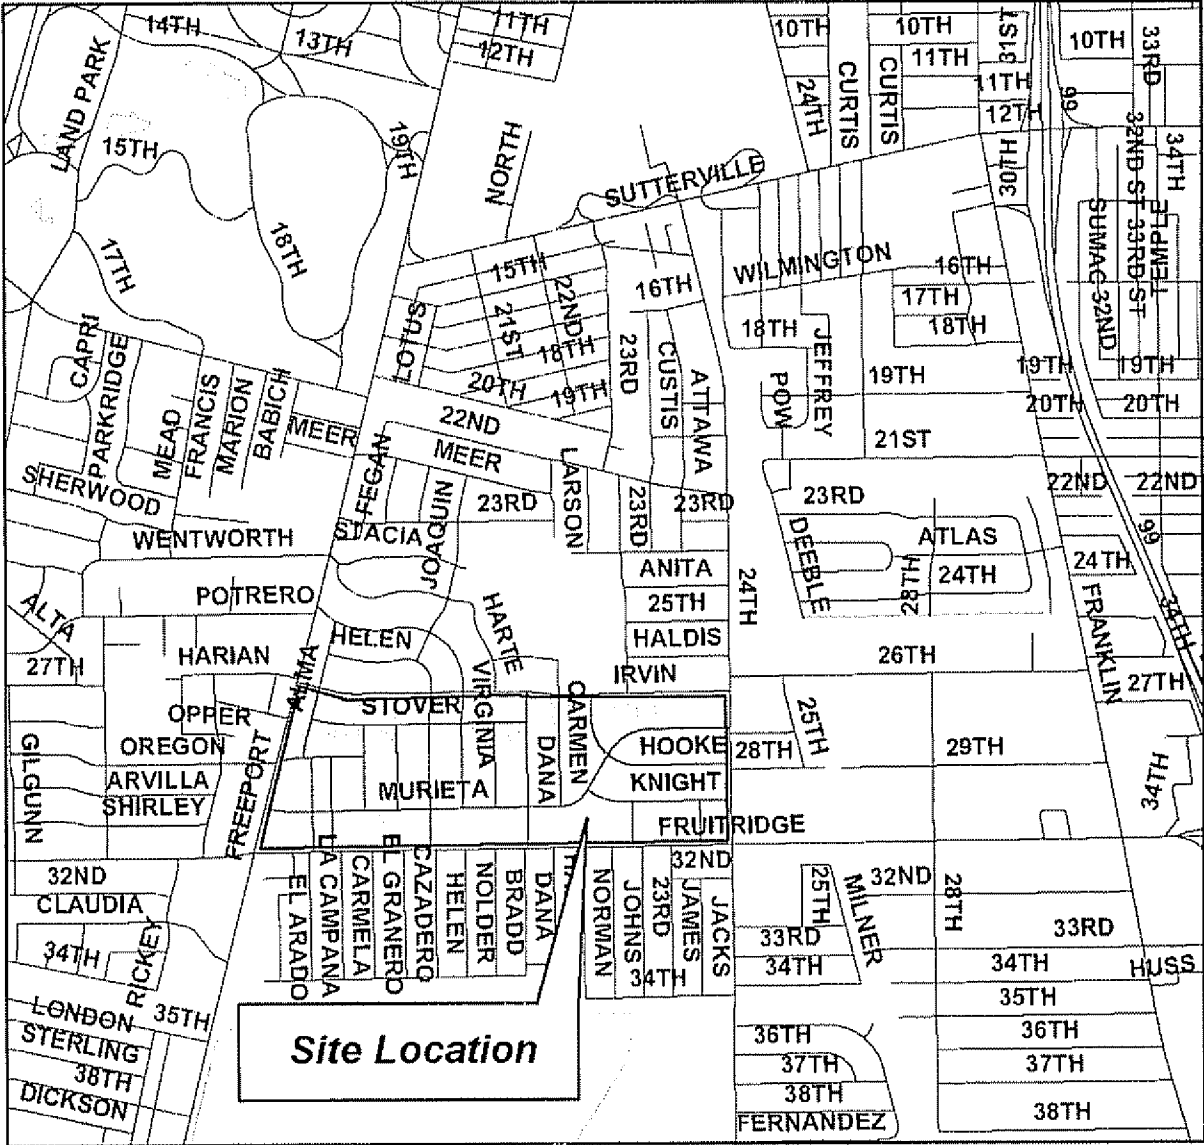 14TH
13TH
11TH
12TH
10TH
10TH
11TH
31ST
11TH
12TH
10TH
33RD
LAND PARK
15TH
19TH
NORTH
24TH
CURTIS
CURTIS
99
30TH
32ND ST
33RD ST
34TH
TEMPLE
SUMAC
32ND
SUTTERVILLE
17TH
18TH
15TH
22ND
21ST
16TH
WILMINGTON
16TH
17TH
18TH
18TH
JEFFREY
CAPRI
PARKRIDGE
MEAD
FRANCIS
MARION
BABICH
MEER
LOTUS
20TH
18TH
19TH
23RD
CUSTIS
ATTAWA
POW
19TH
19TH
19TH
20TH
20TH
22ND
MEER
21ST
SHERWOOD
FEGAN
JOAQUIN
23RD
LARSON
23RD
23RD
23RD
22ND
22ND
WENTWORTH
STACIA
DEEBLE
ATLAS
99
POTRERO
ANITA
24TH
28TH
24TH
24TH
ALTA
25TH
HARTE
FRANKLIN
34TH
HELEN
HALDIS
27TH
HARIAN
VIRGINIA
IRVIN
26TH
27TH
ALMA
STOVER
CARMEN
OPPER
FREEPORT
25TH
GILGUNN
OREGON
DANA
HOOKE
28TH
29TH
ARVILLA
MURIETA
KNIGHT
34TH
SHIRLEY
FRUITRIDGE
32ND
EL ARADO
LA CAMPANA
CARMELA
EL GRANERO
CAZADERO
HELEN
NOLDER
BRADD
DANA
NORMAN
JOHNS
23RD
JAMES
JACKS
32ND
25TH
MILNER
32ND
28TH
CLAUDIA
33RD
33RD
34TH
RICKEY
34TH
34TH
34TH
HUSS
LONDON
35TH
35TH
STERLING
Site Location
36TH
36TH
38TH
37TH
37TH
DICKSON
38TH
38TH
FERNANDEZ